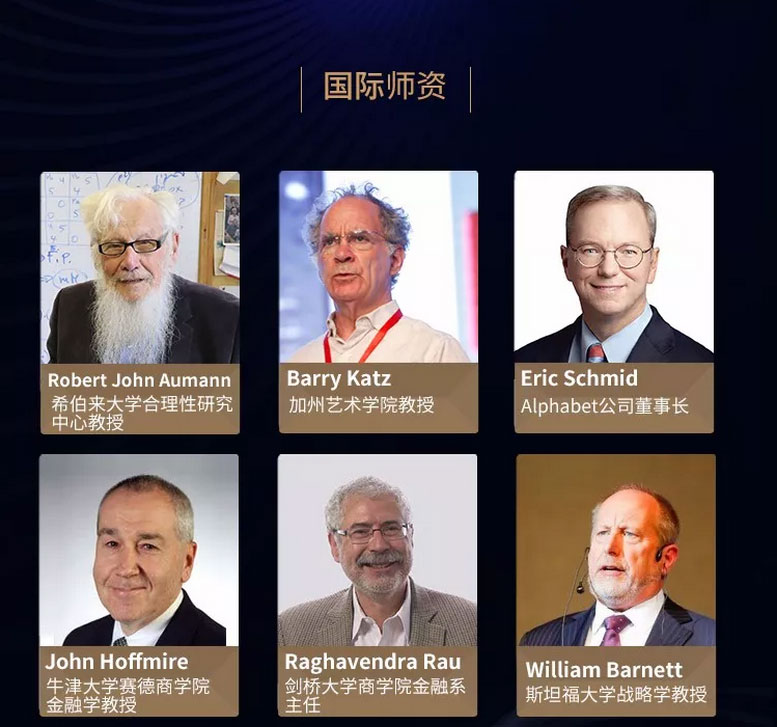 国际师资
Robert John Aumann
希伯来大学合理性研究
中心教授
Barry Katz
加州艺术学院教授
Eric Schmid
Alphabet公司董事长
John Hoffmire
牛津大学赛德商学院
金融学教授
Raghavendra Rau
剑桥大学商学院金融系
主任
William Barnett
斯坦福大学战略学教授